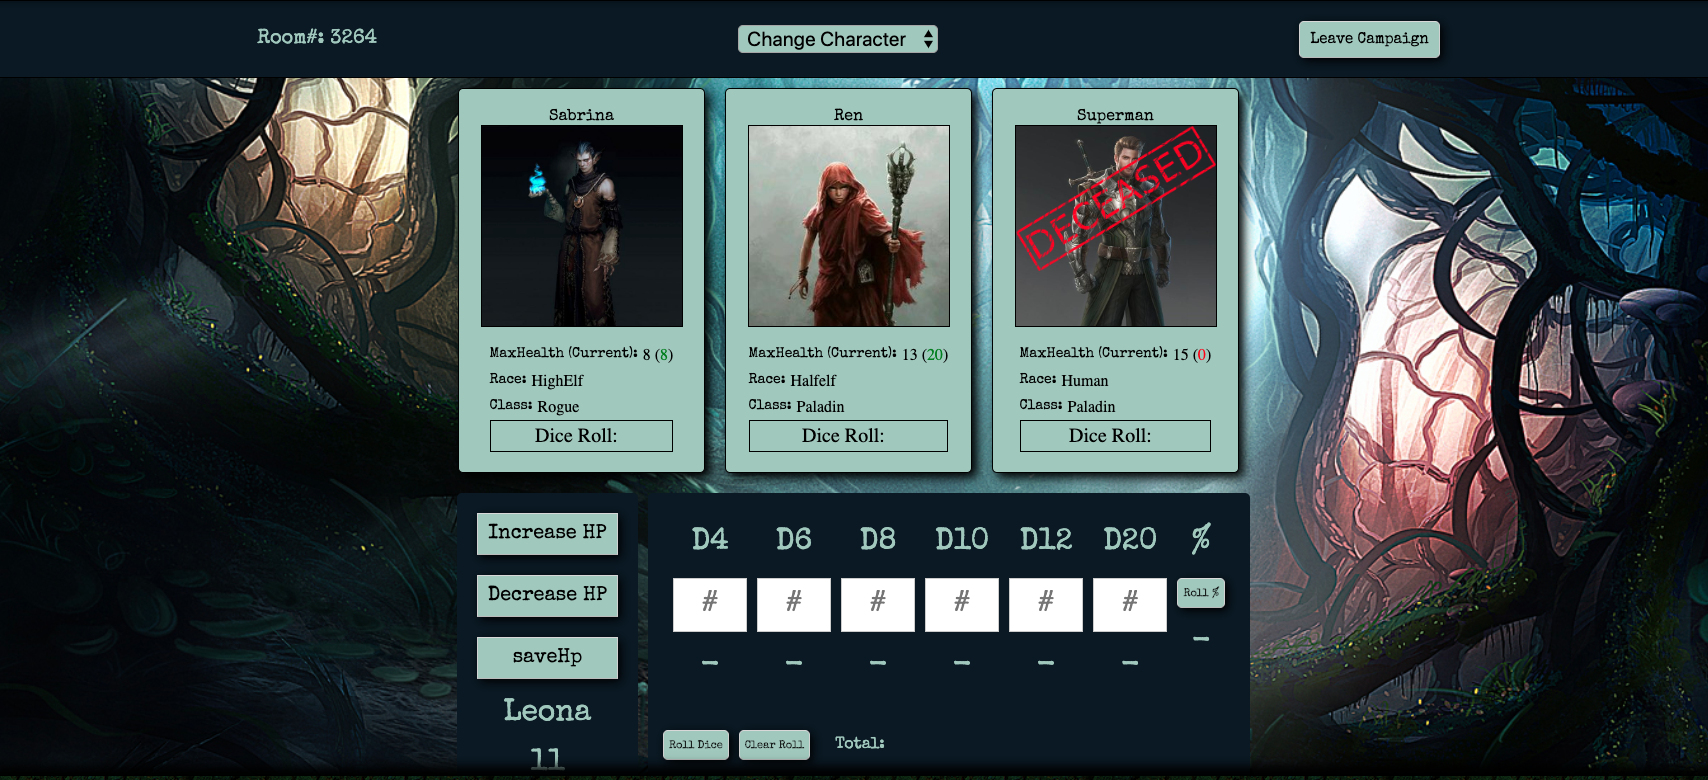 Room#: 3264
Change Character
Leave Campaign
Sabrina
MaxHealth (Current): 8 (8)
Race: HighElf
Class: Rogue
Dice Roll:
Ren
MaxHealth (Current): 13 (20)
Race: Halfelf
Class: Paladin
Dice Roll:
Superman
DECEASED
MaxHealth (Current): 15 (0)
Race: Human
Class: Paladin
Dice Roll:
Increase HP
Decrease HP
saveHp
Leona
11
D4 D6 D8 D10 D12 D20 %
# # # # # # Roll %
– – – – – – –
Roll Dice Clear Roll Total: